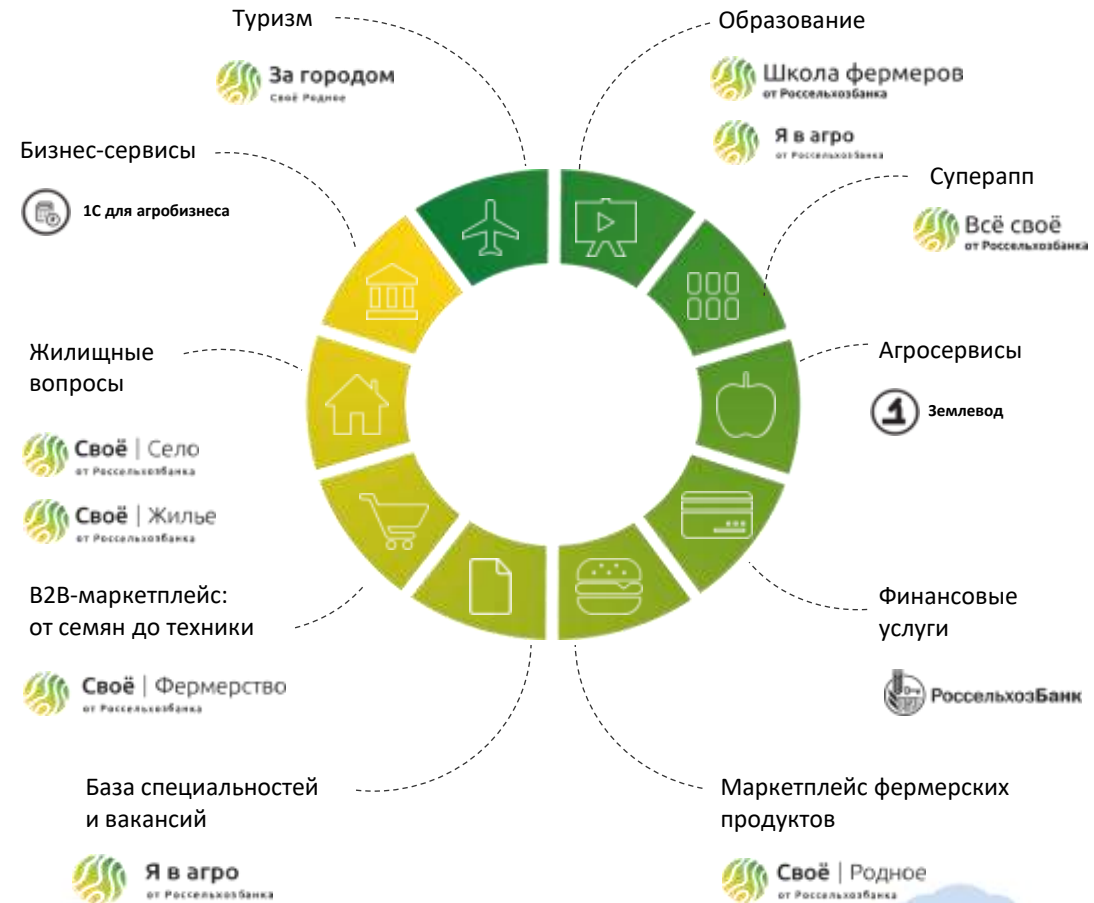 Туризм
За городом
Своё Родное
Образование
Школа фермеров
от Россельхозбанка
Я в агро
от Россельхозбанка
Бизнес-сервисы
1С для агробизнеса
Суперапп
Всё своё
от Россельхозбанка
Жилищные
вопросы
Своё | Село
от Россельхозбанка
Своё | Жилье
от Россельхозбанка
Агросервисы
1
Землевод
B2B-маркетплейс:
от семян до техники
Своё | Фермерство
от Россельхозбанка
Финансовые
услуги
РоссельхозБанк
База специальностей
и вакансий
Я в агро
от Россельхозбанка
Маркетплейс фермерских
продуктов
Своё | Родное
от Россельхозбанка